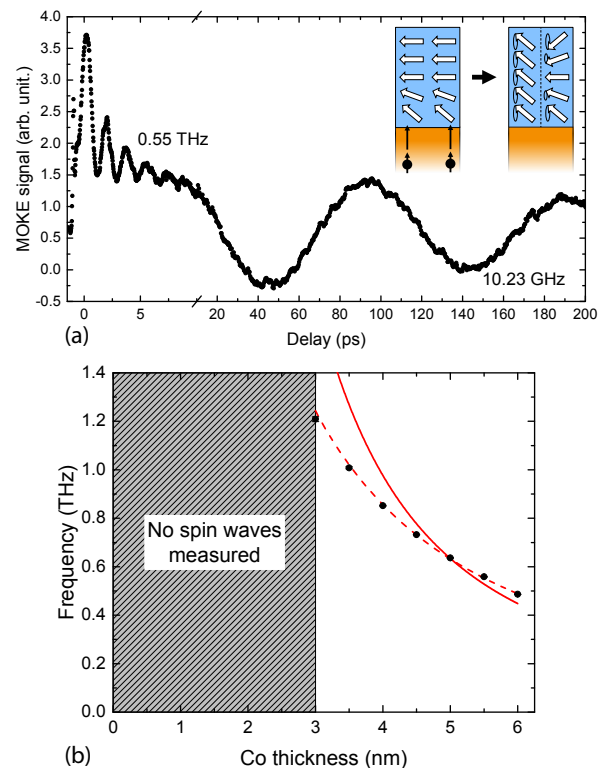 4.0
3.5
3.0
2.5
2.0
1.5
1.0
0.5
0.0
-0.5
MOKE signal (arb. unit.)
0.55 THz
10.23 GHz
0 5 20 40 60 80 100 120 140 160 180 200
Delay (ps)
(a)
1.4
1.2
1.0
0.8
0.6
0.4
0.2
0.0
Frequency (THz)
No spin waves
measured
0 1 2 3 4 5 6
Co thickness (nm)
(b)